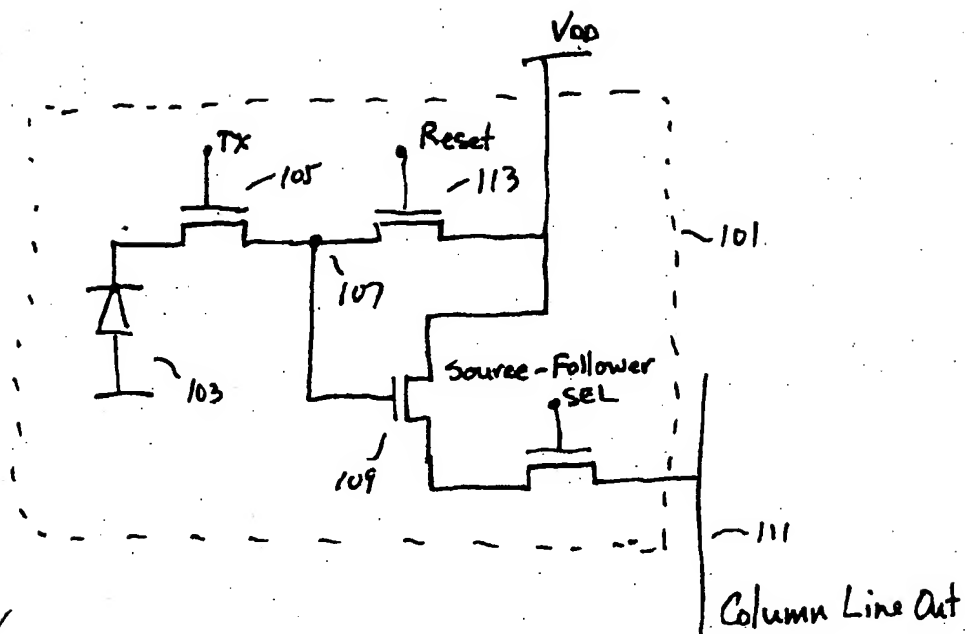 VDD
TX
Reset
105
113
101
107
103
Source-Follower
SEL
109
111
Column Line Out